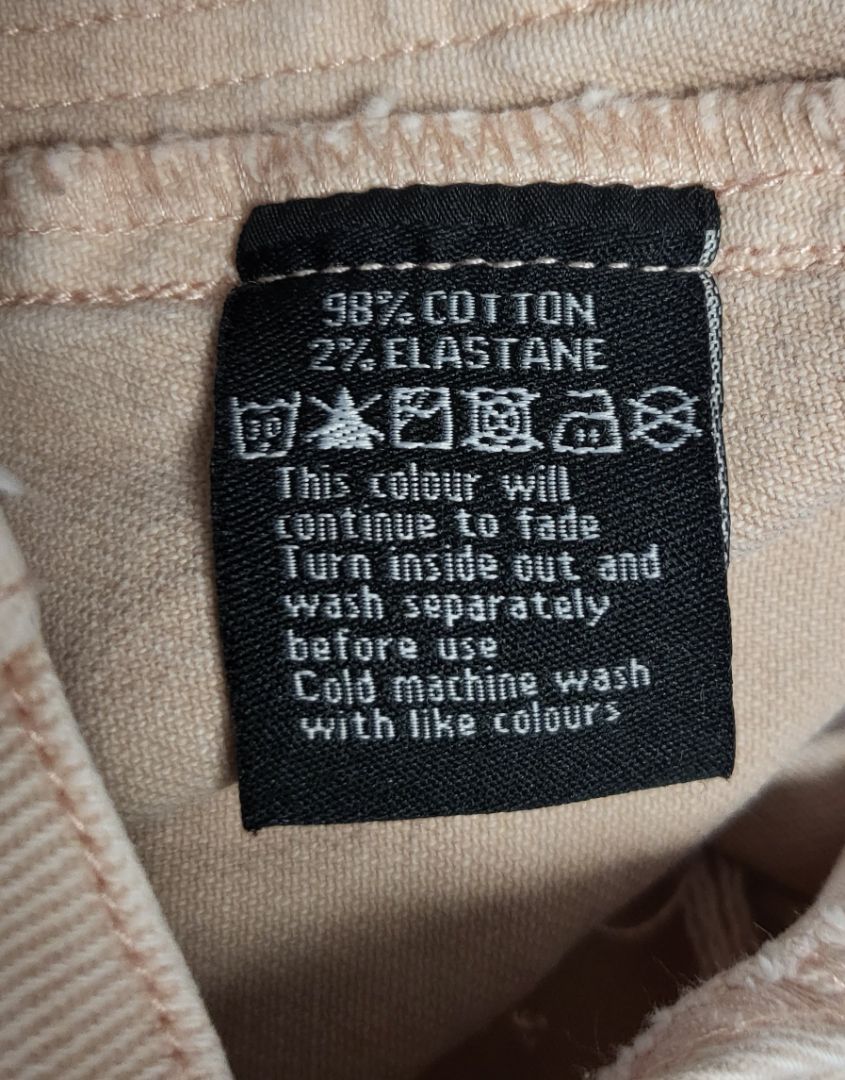 98% COTTON
2% ELASTANE
30
This colour will
continue to fade
Turn inside out and
wash separately
before use
Cold machine wash
with like colours